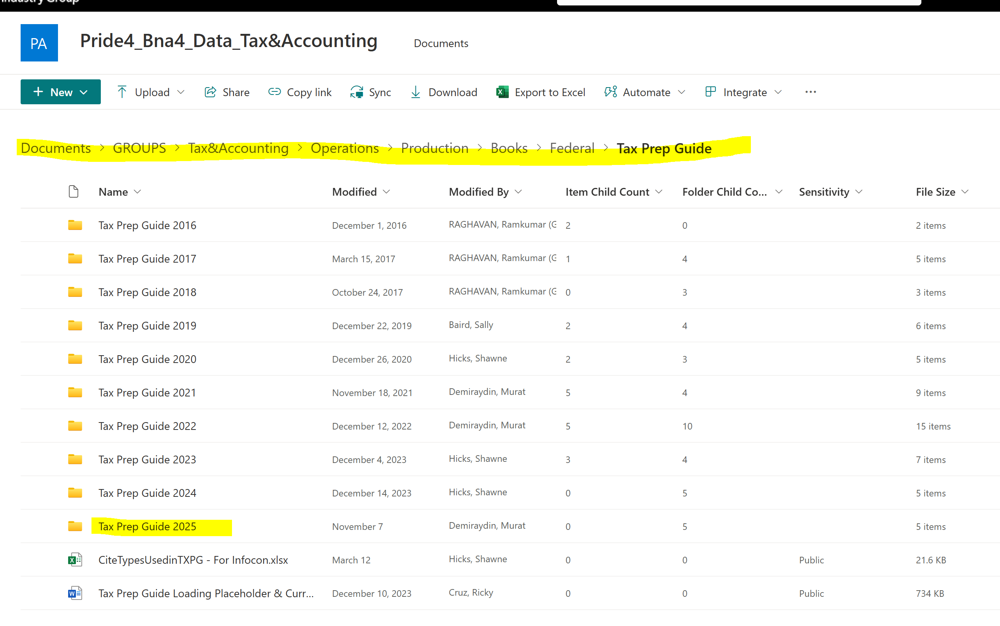 Industry Group
PA
Pride4_Bna4_Data_Tax&Accounting
Documents
New
Upload
Share
Copy link
Sync
Download
Export to Excel
Automate
Integrate
...
Documents > GROUPS > Tax&Accounting > Operations > Production > Books > Federal > Tax Prep Guide
Name Modified Modified By Item Child Count Folder Child Co... Sensitivity File Size
Tax Prep Guide 2016 December 1, 2016 RAGHAVAN, Ramkumar (G 2 0 2 items
Tax Prep Guide 2017 March 15, 2017 RAGHAVAN, Ramkumar (G 1 4 5 items
Tax Prep Guide 2018 October 24, 2017 RAGHAVAN, Ramkumar (G 0 3 3 items
Tax Prep Guide 2019 December 22, 2019 Baird, Sally 2 4 6 items
Tax Prep Guide 2020 December 26, 2020 Hicks, Shawne 2 3 5 items
Tax Prep Guide 2021 November 18, 2021 Demiraydin, Murat 5 4 9 items
Tax Prep Guide 2022 December 12, 2022 Demiraydin, Murat 5 10 15 items
Tax Prep Guide 2023 December 4, 2023 Hicks, Shawne 3 4 7 items
Tax Prep Guide 2024 December 14, 2023 Hicks, Shawne 0 5 5 items
Tax Prep Guide 2025 November 7 Demiraydin, Murat 0 5 5 items
CiteTypesUsedinTXPG - For Infocon.xlsx March 12 Hicks, Shawne 0 0 Public 21.6 KB
Tax Prep Guide Loading Placeholder & Curr... December 10, 2023 Cruz, Ricky 0 0 Public 734 KB